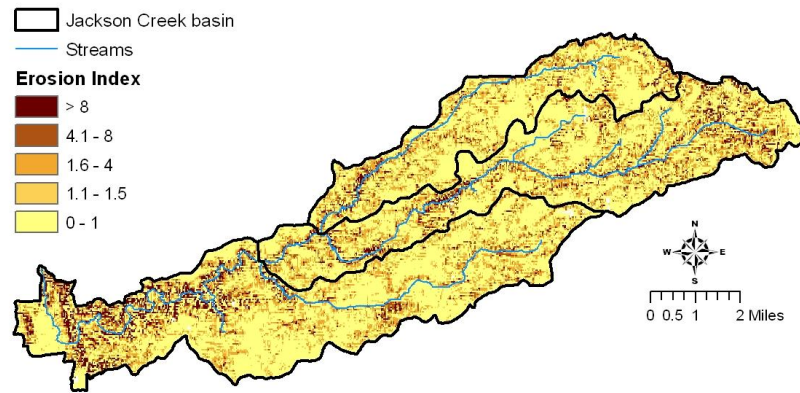 Jackson Creek basin
Streams
Erosion Index
> 8
4.1 - 8
1.6 - 4
1.1 - 1.5
0 - 1
N
W E
S
0 0.5 1 2 Miles